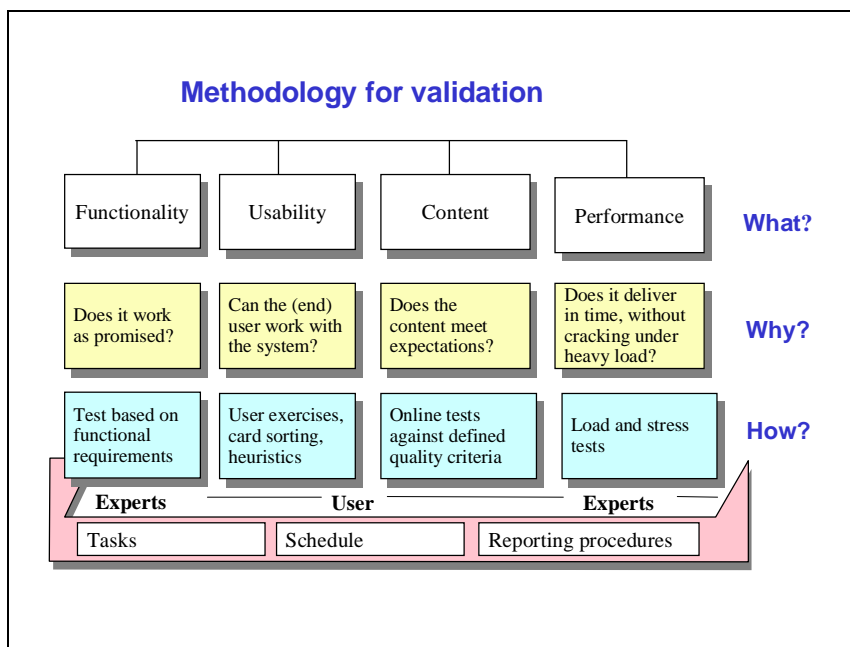 Methodology for validation
Functionality
Usability
Content
Performance
What?
Does it work
as promised?
Can the (end)
user work with
the system?
Does the
content meet
expectations?
Does it deliver
in time, without
cracking under
heavy load?
Why?
Test based on
functional
requirements
User exercises,
card sorting,
heuristics
Online tests
against defined
quality criteria
Load and stress
tests
How?
Experts
User
Experts
Tasks
Schedule
Reporting procedures